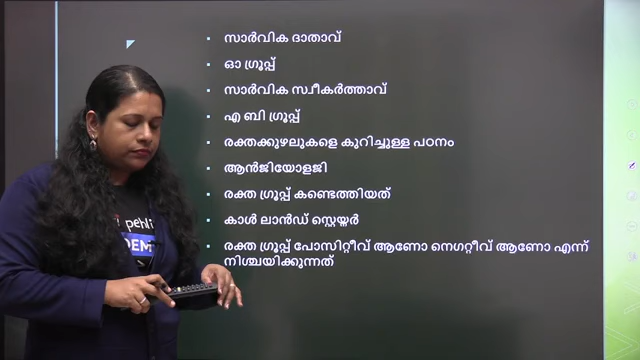 സാർവിക ദാതാവ്
ഓ ഗ്രൂപ്പ്
സാർവിക സ്വീകർത്താവ്
എ ബി ഗ്രൂപ്പ്
രക്തക്കുഴലുകളെ കുറിച്ചുള്ള പഠനം
ആൻജിയോളജി
രക്ത ഗ്രൂപ്പ് കണ്ടെത്തിയത്
കാൾ ലാൻഡ് സ്റ്റെയ്നർ
രക്ത ഗ്രൂപ്പ് പോസിറ്റീവ് ആണോ നെഗറ്റീവ് ആണോ എന്ന്
നിശ്ചയിക്കുന്നത്